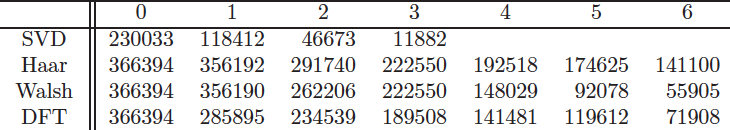 0 1 2 3 4 5 6
SVD 230033 118412 46673 11882
Haar 366394 356192 291740 222550 192518 174625 141100
Walsh 366394 356190 262206 222550 148029 92078 55905
DFT 366394 285895 234539 189508 141481 119612 71908